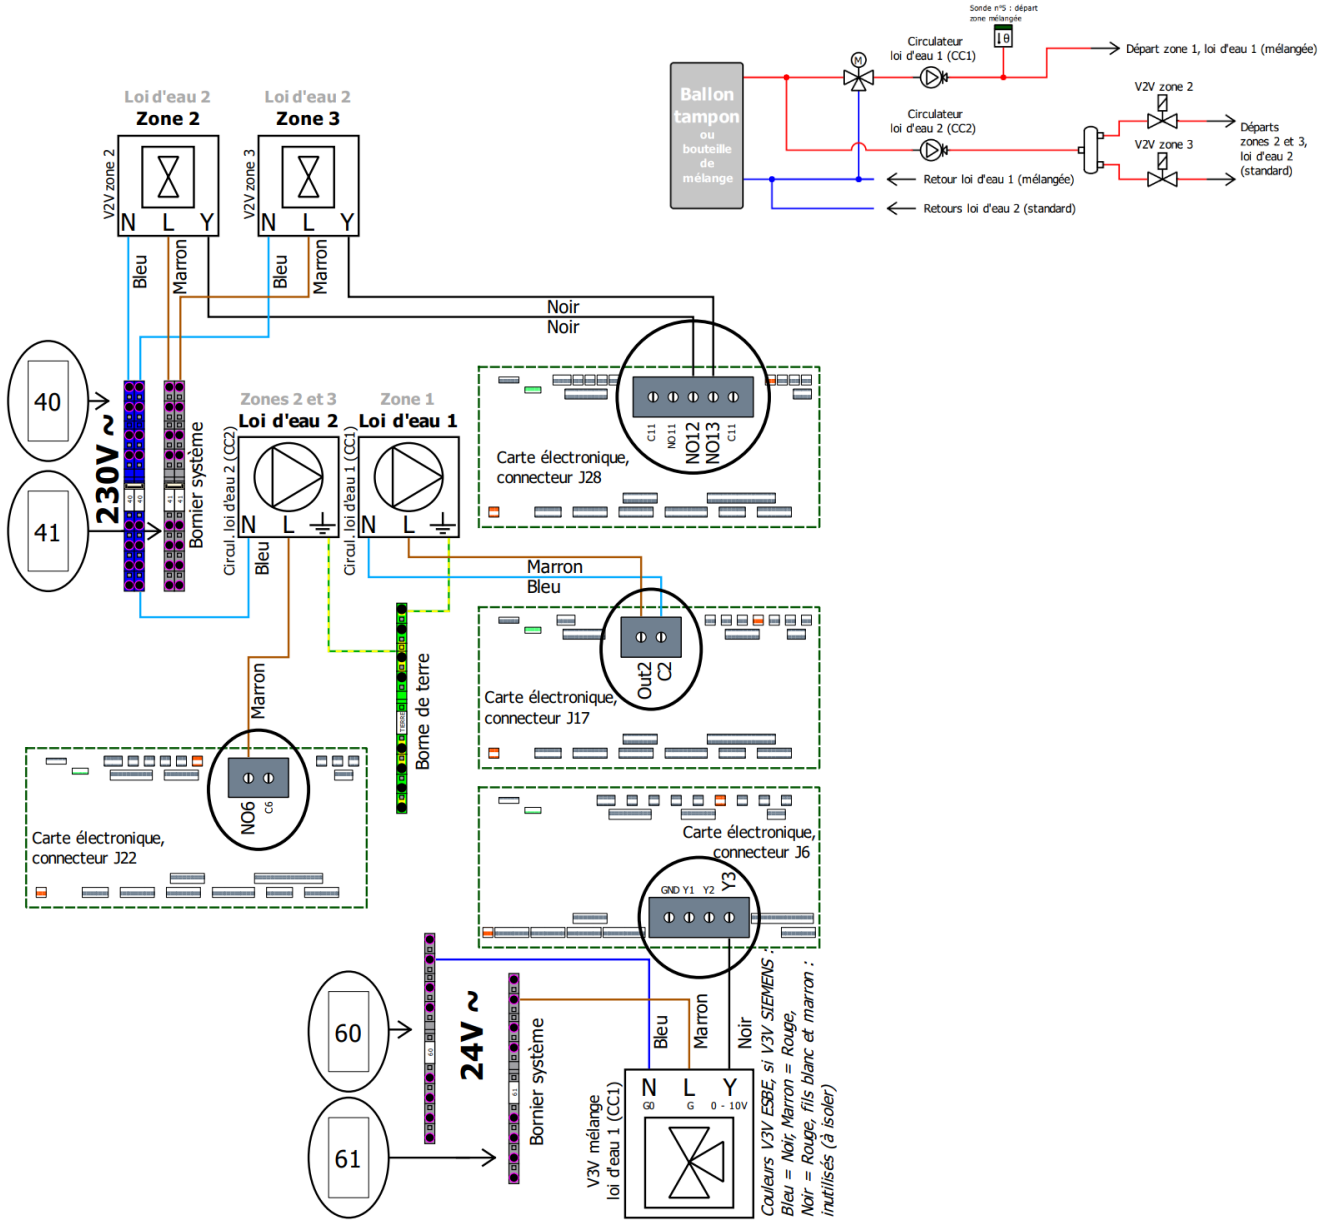 Sonde n°5 : départ
zone mélangée
Circulateur
loi d'eau 1 (CC1)
M
θ
Départ zone 1, loi d'eau 1 (mélangée)
Ballon
tampon
ou
bouteille
de
mélange
Circulateur
loi d'eau 2 (CC2)
V2V zone 2
V2V zone 3
Départs
zones 2 et 3,
loi d'eau 2
(standard)
Retour loi d'eau 1 (mélangée)
Retours loi d'eau 2 (standard)
Loi d'eau 2
Zone 2
V2V zone 2
N L Y
Bleu
Marron
Loi d'eau 2
Zone 3
V2V zone 3
N L Y
Bleu
Marron
Noir
Noir
40
41
230V ~
40 40
41 41
Bornier système
Zones 2 et 3
Loi d'eau 2
Circul. loi d'eau 2 (CC2)
N L
Bleu
Marron
Zone 1
Loi d'eau 1
Circul. loi d'eau 1 (CC1)
N L
Marron
Bleu
C11 NO11 NO12 NO13 C11
Carte électronique,
connecteur J28
Out2 C2
Carte électronique,
connecteur J17
TERRE
Borne de terre
NO6 C6
Carte électronique,
connecteur J22
Carte électronique,
connecteur J6
GND Y1 Y2 Y3
60
61
60
24V ~
61
Bornier système
Bleu
Marron
Noir
N L Y
G0 G 0 - 10V
V3V mélange
loi d'eau 1 (CC1)
Couleurs V3V ESBE, si V3V SIEMENS :
Bleu = Noir, Marron = Rouge,
Noir = Rouge, fils blanc et marron :
inutilisés (à isoler)